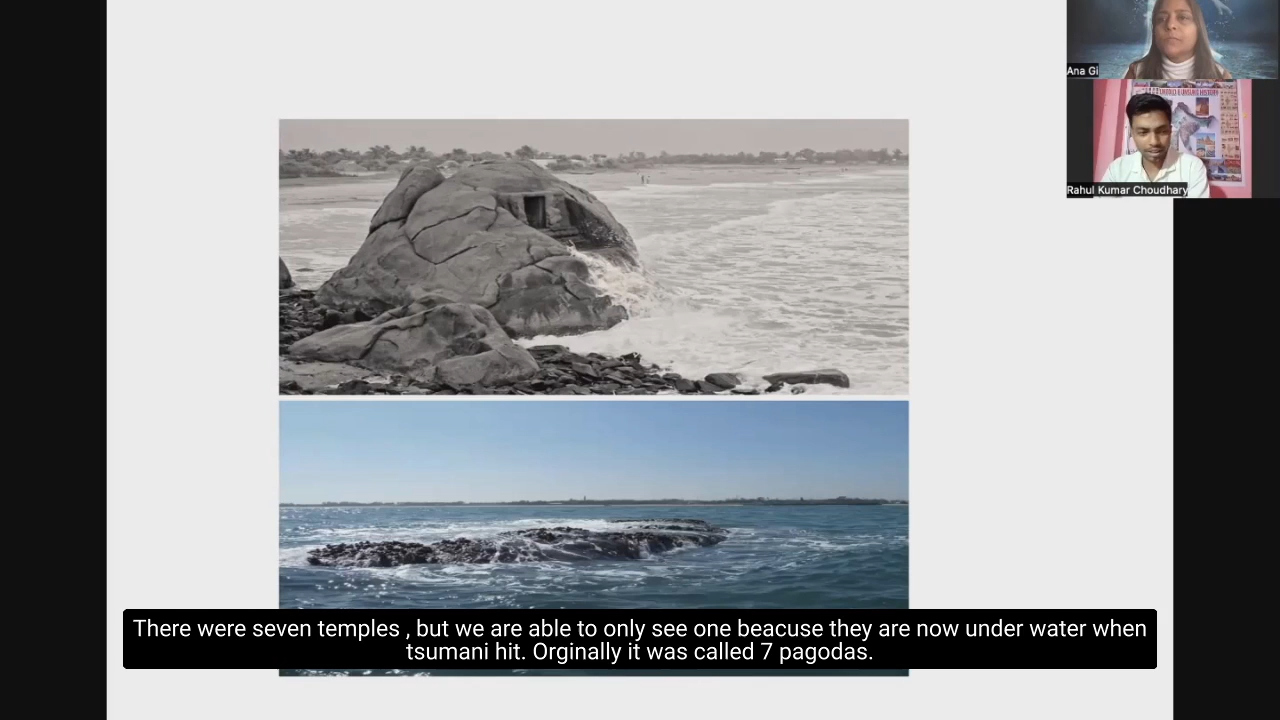 Ana Gi
Rahul Kumar Choudhary
There were seven temples , but we are able to only see one beacuse they are now under water when
tsumani hit. Orginally it was called 7 pagodas.